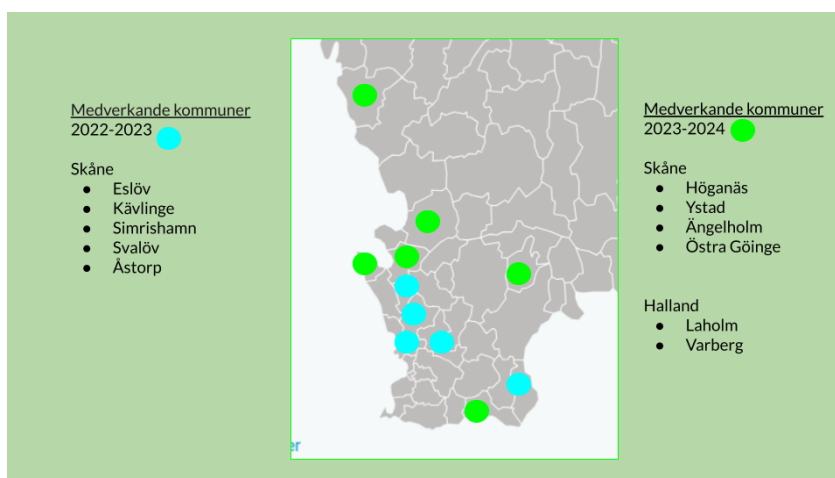 Medverkande kommuner
2022-2023
Skåne
● Eslöv
● Kävlinge
● Simrishamn
● Svalöv
● Åstorp
er
Medverkande kommuner
2023-2024
Skåne
● Höganäs
● Ystad
● Ängelholm
● Östra Göinge
Halland
● Laholm
● Varberg